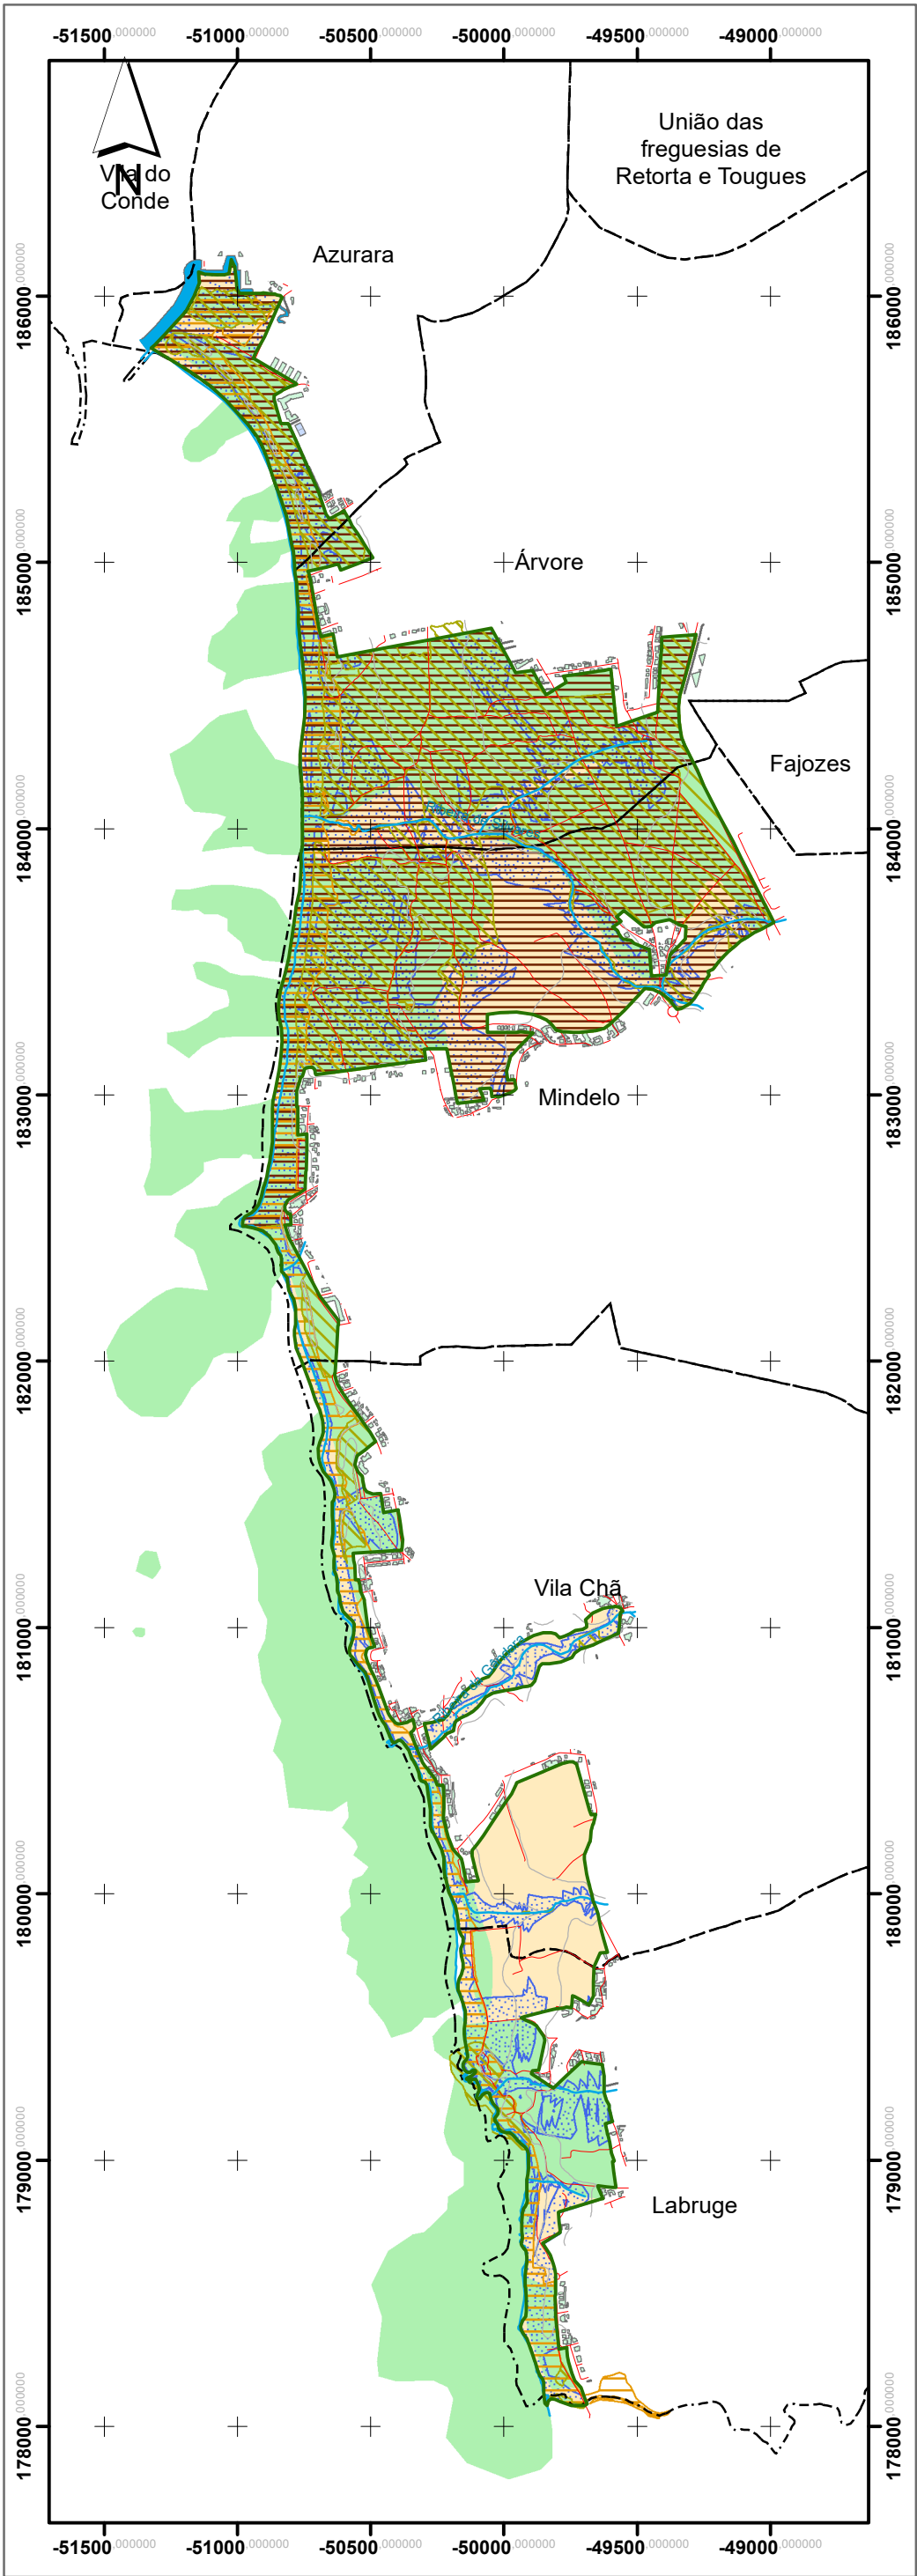 -51500,000000 -51000,000000 -50500,000000 -50000,000000 -49500,000000 -49000,000000
União das
freguesias de
Retorta e Tougues
Vila do
Conde
N
Azurara
186000,000000 186000,000000
185000,000000 185000,000000
Árvore
Fajozes
184000,000000 184000,000000
183000,000000 183000,000000
Mindelo
182000,000000 182000,000000
Vila Chã
181000,000000 181000,000000
180000,000000 180000,000000
179000,000000 179000,000000
Labruge
178000,000000 178000,000000
-51500,000000 -51000,000000 -50500,000000 -50000,000000 -49500,000000 -49000,000000